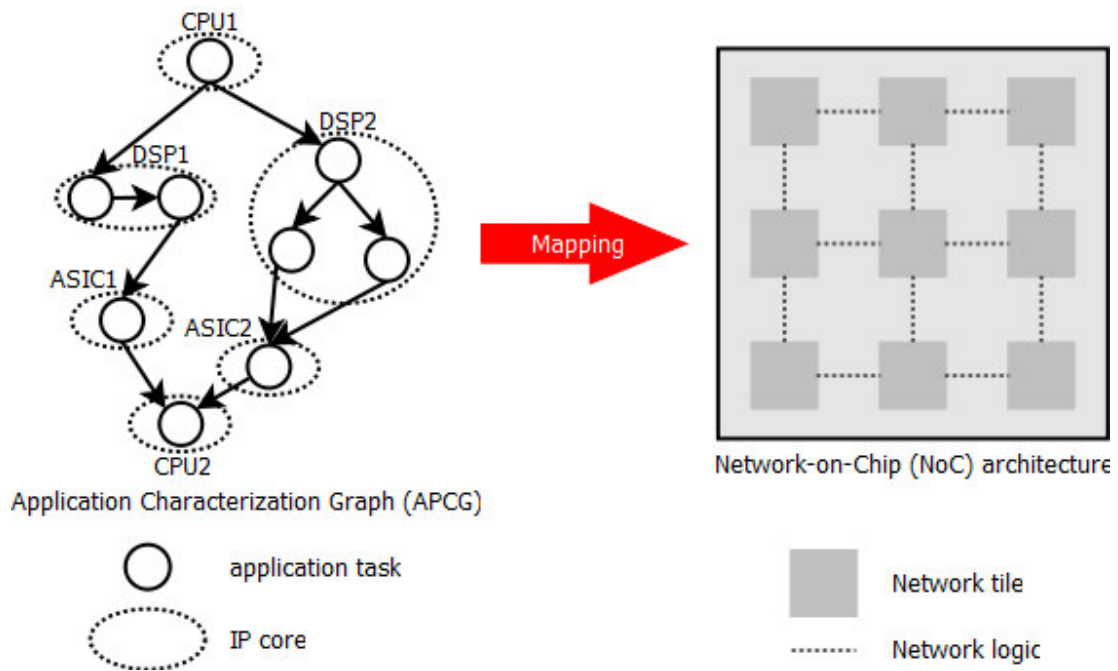 CPU1
DSP2
DSP1
ASIC1
ASIC2
CPU2
Application Characterization Graph (APCG)
application task
IP core
Mapping
Network-on-Chip (NoC) architecture
Network tile
Network logic